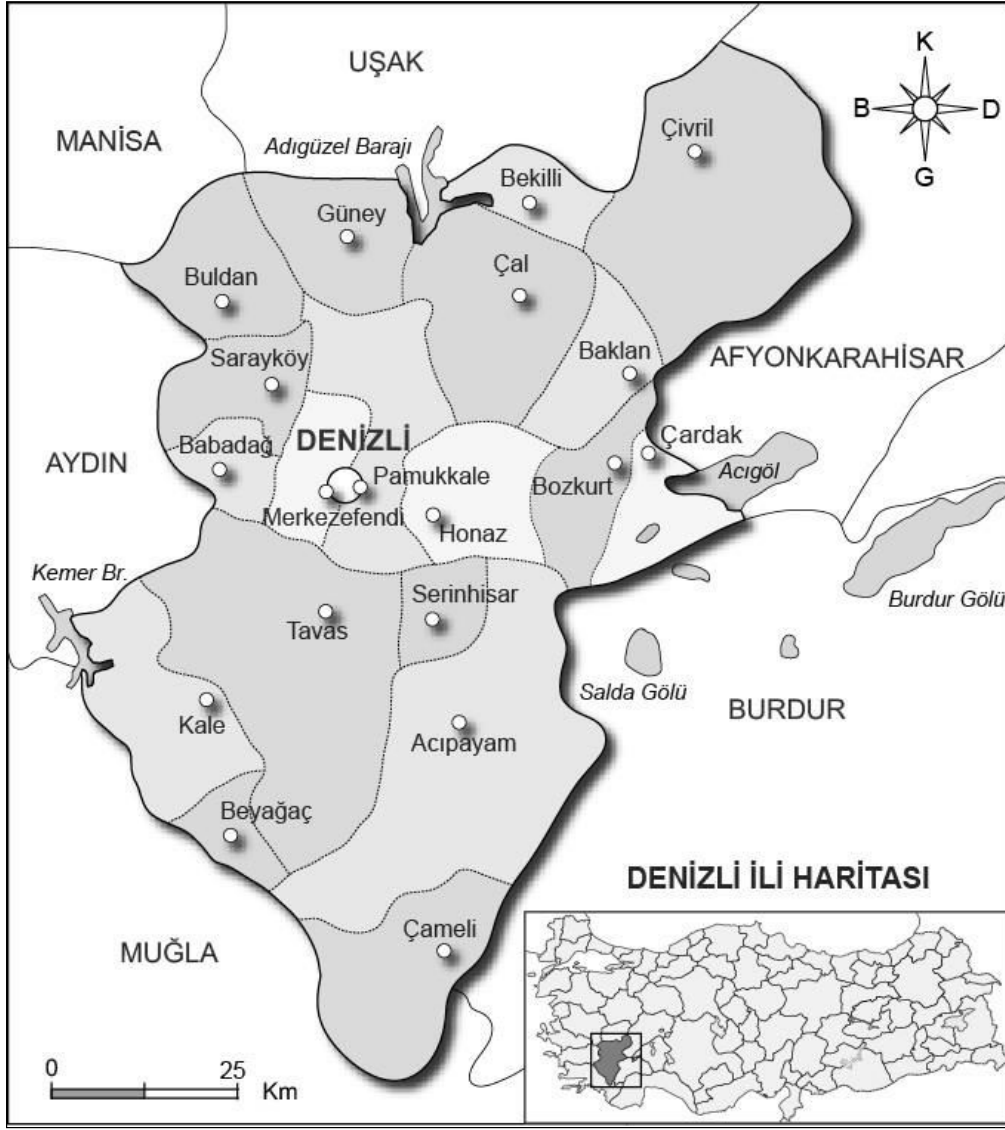 UŞAK
K
B
D
G
MANİSA
Adıgüzel Barajı
Çivril
Bekilli
Güney
Çal
Buldan
Sarayköy
Baklan
AFYONKARAHİSAR
DENİZLİ
Çardak
AYDIN
Babadağ
Pamukkale
Bozkurt
Acıgöl
Merkezefendi
Honaz
Kemer Br.
Serinhisar
Burdur Gölü
Tavas
Salda Gölü
BURDUR
Kale
Acıpayam
Beyağaç
DENİZLİ İLİ HARİTASI
Çameli
MUĞLA
0
25
Km